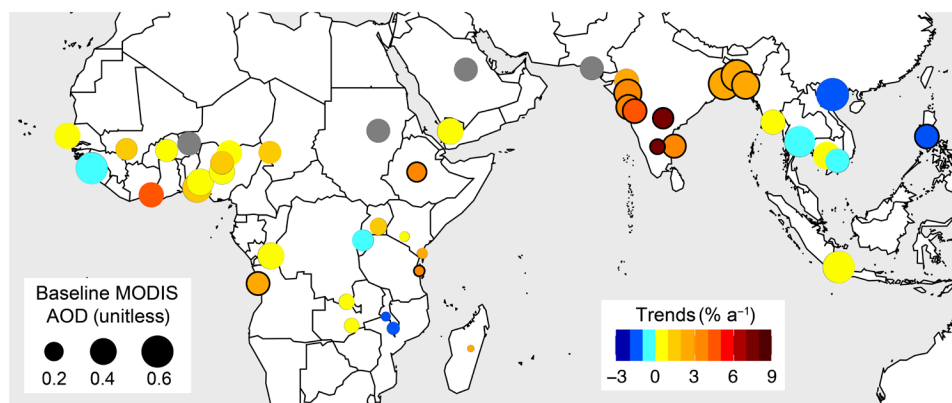 Baseline MODIS
AOD (unitless)
0.2 0.4 0.6
Trends (% a⁻¹)
−3 0 3 6 9